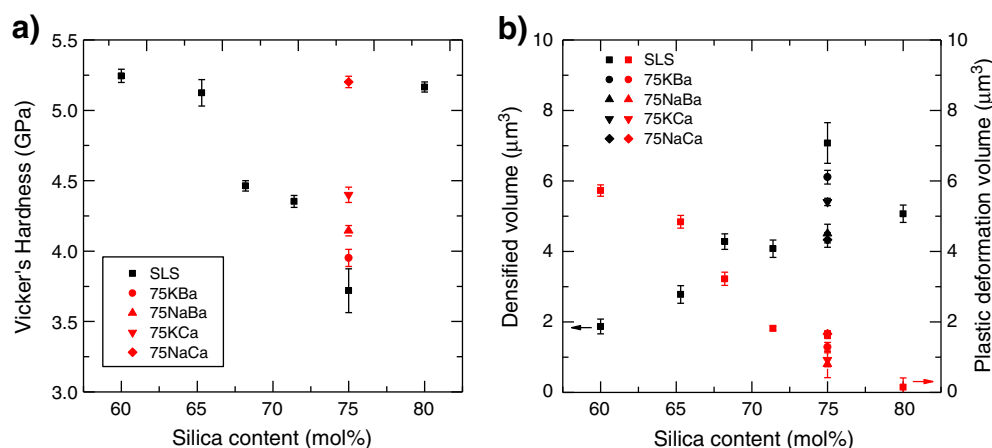 a)
5.5
5.0
4.5
4.0
3.5
3.0
Vicker's Hardness (GPa)
SLS
75KBa
75NaBa
75KCa
75NaCa
60 65 70 75 80
Silica content (mol%)
b)
10
8
6
4
2
0
Densified volume (μm³)
SLS
75KBa
75NaBa
75KCa
75NaCa
10
8
6
4
2
0
Plastic deformation volume (μm³)
60 65 70 75 80
Silica content (mol%)